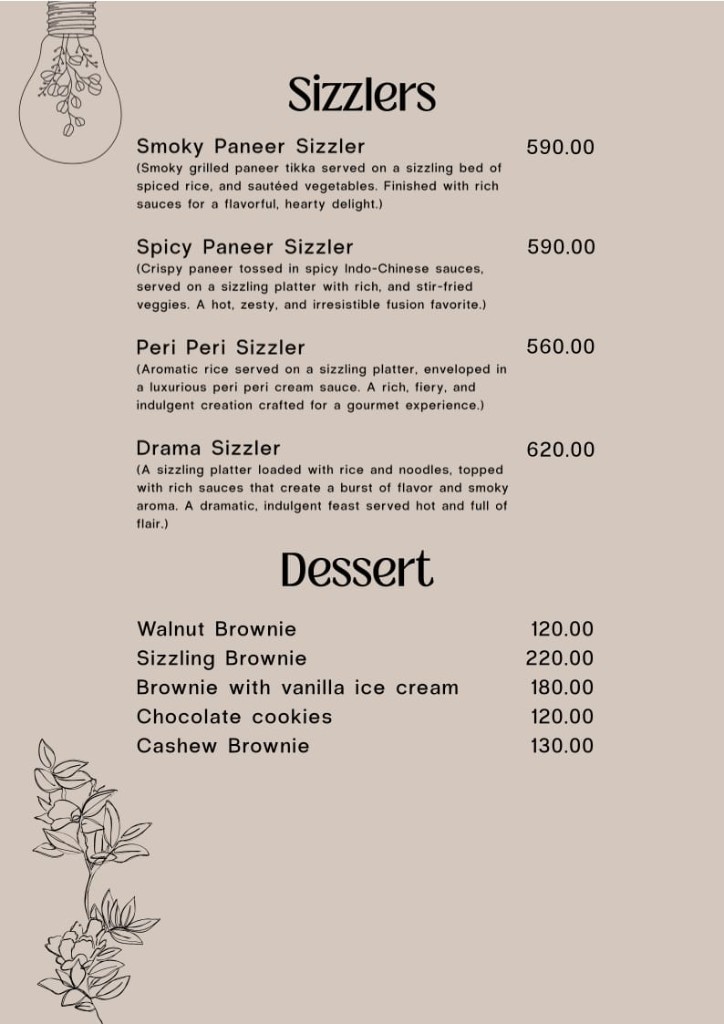 Sizzlers
Smoky Paneer Sizzler 590.00
(Smoky grilled paneer tikka served on a sizzling bed of
spiced rice, and sautéed vegetables. Finished with rich
sauces for a flavorful, hearty delight.)
Spicy Paneer Sizzler 590.00
(Crispy paneer tossed in spicy Indo-Chinese sauces,
served on a sizzling platter with rich, and stir-fried
veggies. A hot, zesty, and irresistible fusion favorite.)
Peri Peri Sizzler 560.00
(Aromatic rice served on a sizzling platter, enveloped in
a luxurious peri peri cream sauce. A rich, fiery, and
indulgent creation crafted for a gourmet experience.)
Drama Sizzler 620.00
(A sizzling platter loaded with rice and noodles, topped
with rich sauces that create a burst of flavor and smoky
aroma. A dramatic, indulgent feast served hot and full of
flair.)
Dessert
Walnut Brownie 120.00
Sizzling Brownie 220.00
Brownie with vanilla ice cream 180.00
Chocolate cookies 120.00
Cashew Brownie 130.00